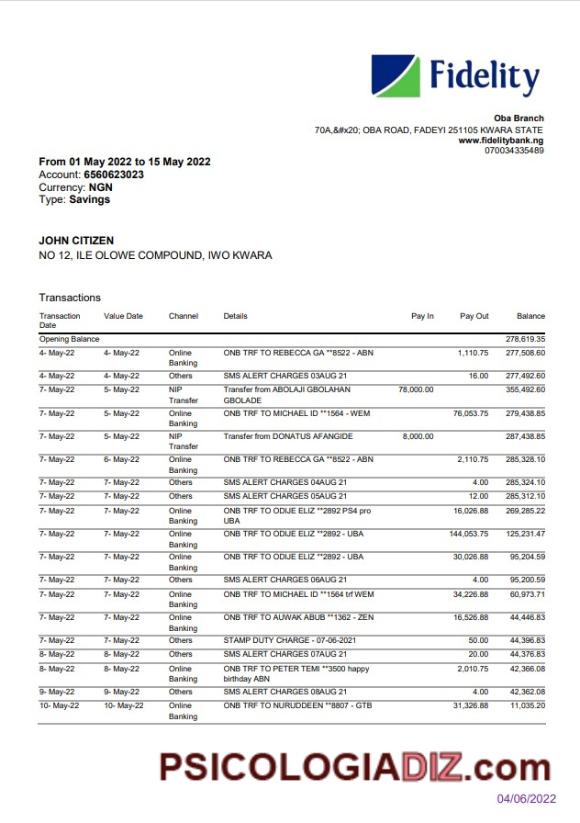 Fidelity
Oba Branch
70A,&#x20; OBA ROAD, FADEYI 251105 KWARA STATE
www.fidelitybank.ng
070034335489
From 01 May 2022 to 15 May 2022
Account: 6560623023
Currency: NGN
Type: Savings
JOHN CITIZEN
NO 12, ILE OLOWE COMPOUND, IWO KWARA
Transactions
Transaction Date Value Date Channel Details Pay In Pay Out Balance
Opening Balance 278,619.35
4- May-22 4- May-22 Online Banking ONB TRF TO REBECCA GA **8522 - ABN 1,110.75 277,508.60
4- May-22 4- May-22 Others SMS ALERT CHARGES 03AUG 21 16.00 277,492.60
7- May-22 5- May-22 NIP Transfer Transfer from ABOLAJI GBOLAHAN GBOLADE 78,000.00 355,492.60
7- May-22 5- May-22 Online Banking ONB TRF TO MICHAEL ID **1564 - WEM 76,053.75 279,438.85
7- May-22 5- May-22 NIP Transfer Transfer from DONATUS AFANGIDE 8,000.00 287,438.85
7- May-22 6- May-22 Online Banking ONB TRF TO REBECCA GA **8522 - ABN 2,110.75 285,328.10
7- May-22 7- May-22 Others SMS ALERT CHARGES 04AUG 21 4.00 285,324.10
7- May-22 7- May-22 Others SMS ALERT CHARGES 05AUG 21 12.00 285,312.10
7- May-22 7- May-22 Online Banking ONB TRF TO ODIJE ELIZ **2892 PS4 pro UBA 16,026.88 269,285.22
7- May-22 7- May-22 Online Banking ONB TRF TO ODIJE ELIZ **2892 - UBA 144,053.75 125,231.47
7- May-22 7- May-22 Online Banking ONB TRF TO ODIJE ELIZ **2892 - UBA 30,026.88 95,204.59
7- May-22 7- May-22 Others SMS ALERT CHARGES 06AUG 21 4.00 95,200.59
7- May-22 7- May-22 Online Banking ONB TRF TO MICHAEL ID **1564 trf WEM 34,226.88 60,973.71
7- May-22 7- May-22 Online Banking ONB TRF TO AUWAK ABUB **1362 - ZEN 16,526.88 44,446.83
7- May-22 7- May-22 Others STAMP DUTY CHARGE - 07-06-2021 50.00 44,396.83
8- May-22 8- May-22 Others SMS ALERT CHARGES 07AUG 21 20.00 44,376.83
8- May-22 8- May-22 Online Banking ONB TRF TO PETER TEMI **3500 happy birthday ABN 2,010.75 42,366.08
9- May-22 9- May-22 Others SMS ALERT CHARGES 08AUG 21 4.00 42,362.08
10- May-22 10- May-22 Online Banking ONB TRF TO NURUDDEEN **8807 - GTB 31,326.88 11,035.20
PSICOLOGIADIZ.com
04/06/2022